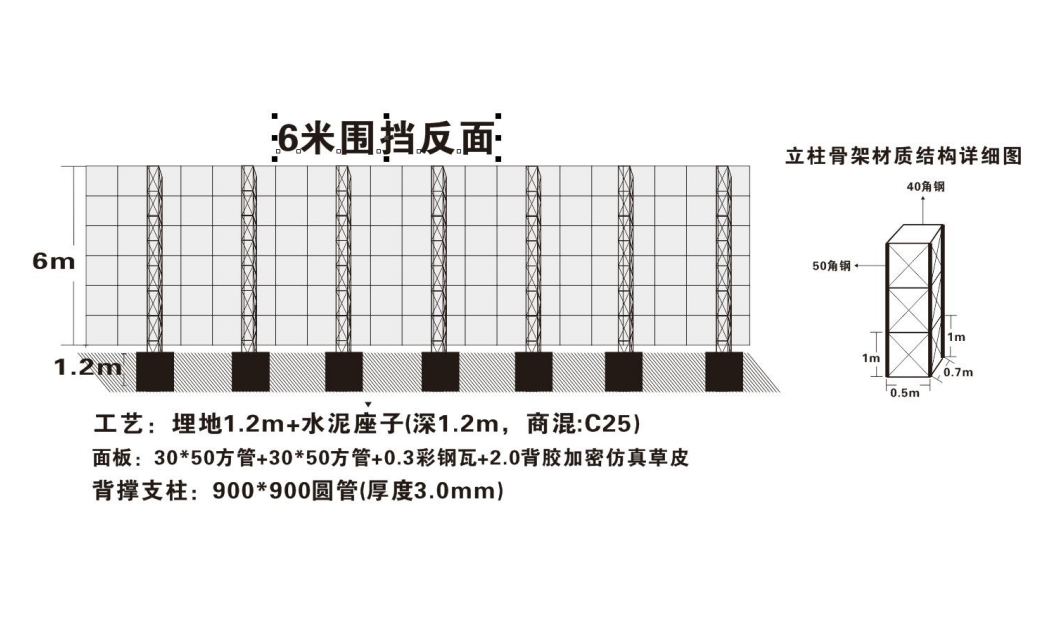 6米围挡反面
6m
1.2m
立柱骨架材质结构详细图
40角钢
50角钢
1m
1m
0.7m
0.5m
工艺：埋地1.2m+水泥座子(深1.2m，商混:C25)
面板：30*50方管+30*50方管+0.3彩钢瓦+2.0背胶加密仿真草皮
背撑支柱：900*900圆管(厚度3.0mm)